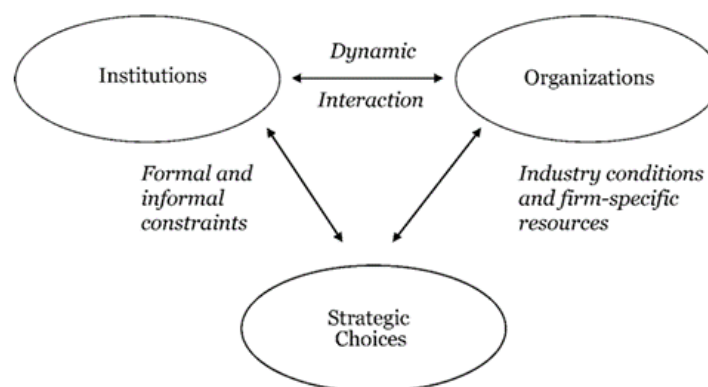 Dynamic
Institutions
Organizations
Interaction
Formal and
informal
constraints
Industry conditions
and firm-specific
resources
Strategic
Choices